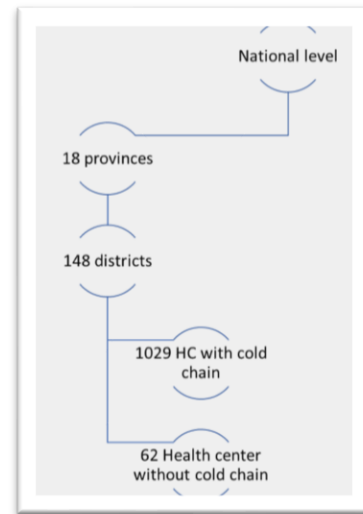 National level
18 provinces
148 districts
1029 HC with cold
chain
62 Health center
without cold chain